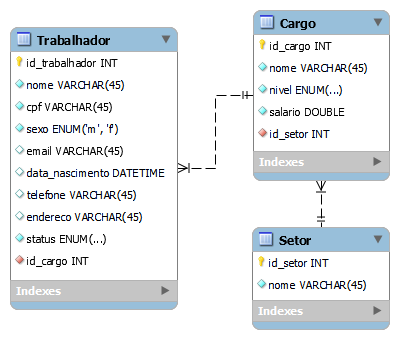 Trabalhador
id_trabalhador INT
nome VARCHAR(45)
cpf VARCHAR(45)
sexo ENUM('m', 'f')
email VARCHAR(45)
data_nascimento DATETIME
telefone VARCHAR(45)
endereco VARCHAR(45)
status ENUM(...)
id_cargo INT
Indexes
Cargo
id_cargo INT
nome VARCHAR(45)
nivel ENUM(...)
salario DOUBLE
id_setor INT
Indexes
Setor
id_setor INT
nome VARCHAR(45)
Indexes